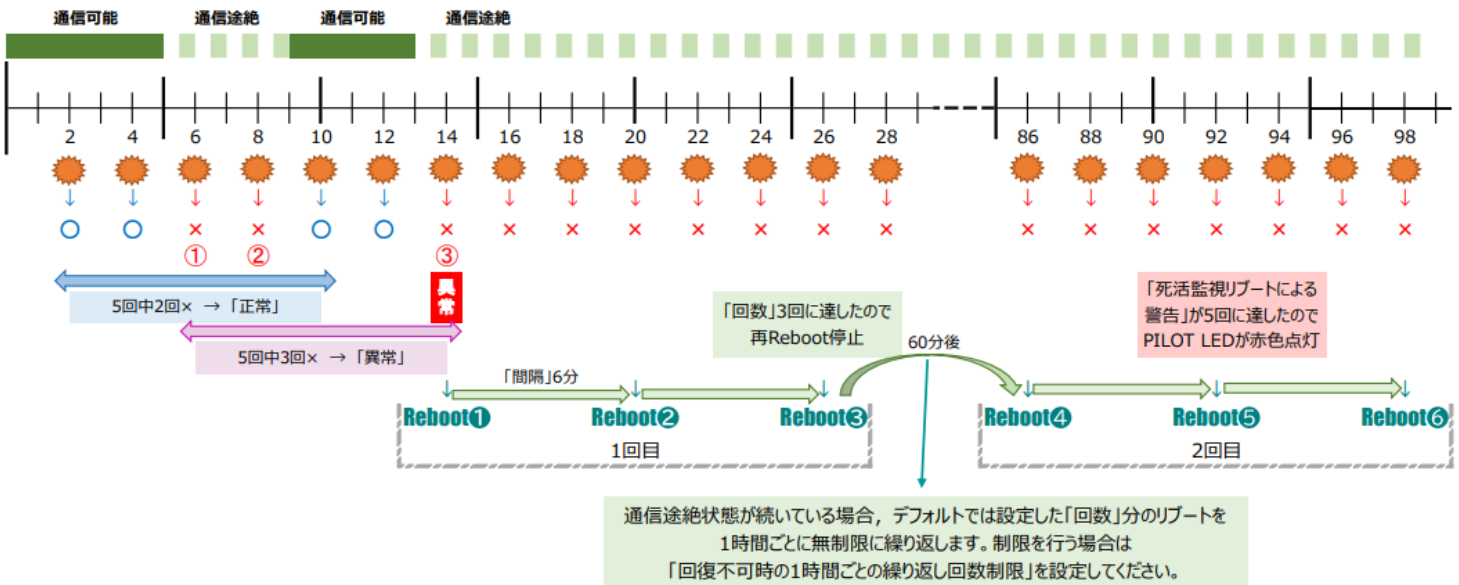 通信可能 通信途絶 通信可能 通信途絶
2 4 6 8 10 12 14 16 18 20 22 24 26 28 86 88 90 92 94 96 98
↓ ↓ ↓ ↓ ↓ ↓ ↓ ↓ ↓ ↓ ↓ ↓ ↓ ↓ ↓ ↓ ↓ ↓ ↓ ↓ ↓
○ ○ × × ○ ○ × × × × × × × × × × × × × × ×
① ② ③
異常
5回中2回× → 「正常」
5回中3回× → 「異常」
「回数」3回に達したので
再Reboot停止
60分後
「死活監視リブートによる
警告」が5回に達したので
PILOT LEDが赤色点灯
「間隔」6分
Reboot❶ Reboot❷ Reboot❸ Reboot❹ Reboot❺ Reboot❻
1回目 2回目
通信途絶状態が続いている場合，デフォルトでは設定した「回数」分のリブートを
1時間ごとに無制限に繰り返します。制限を行う場合は
「回復不可時の1時間ごとの繰り返し回数制限」を設定してください。